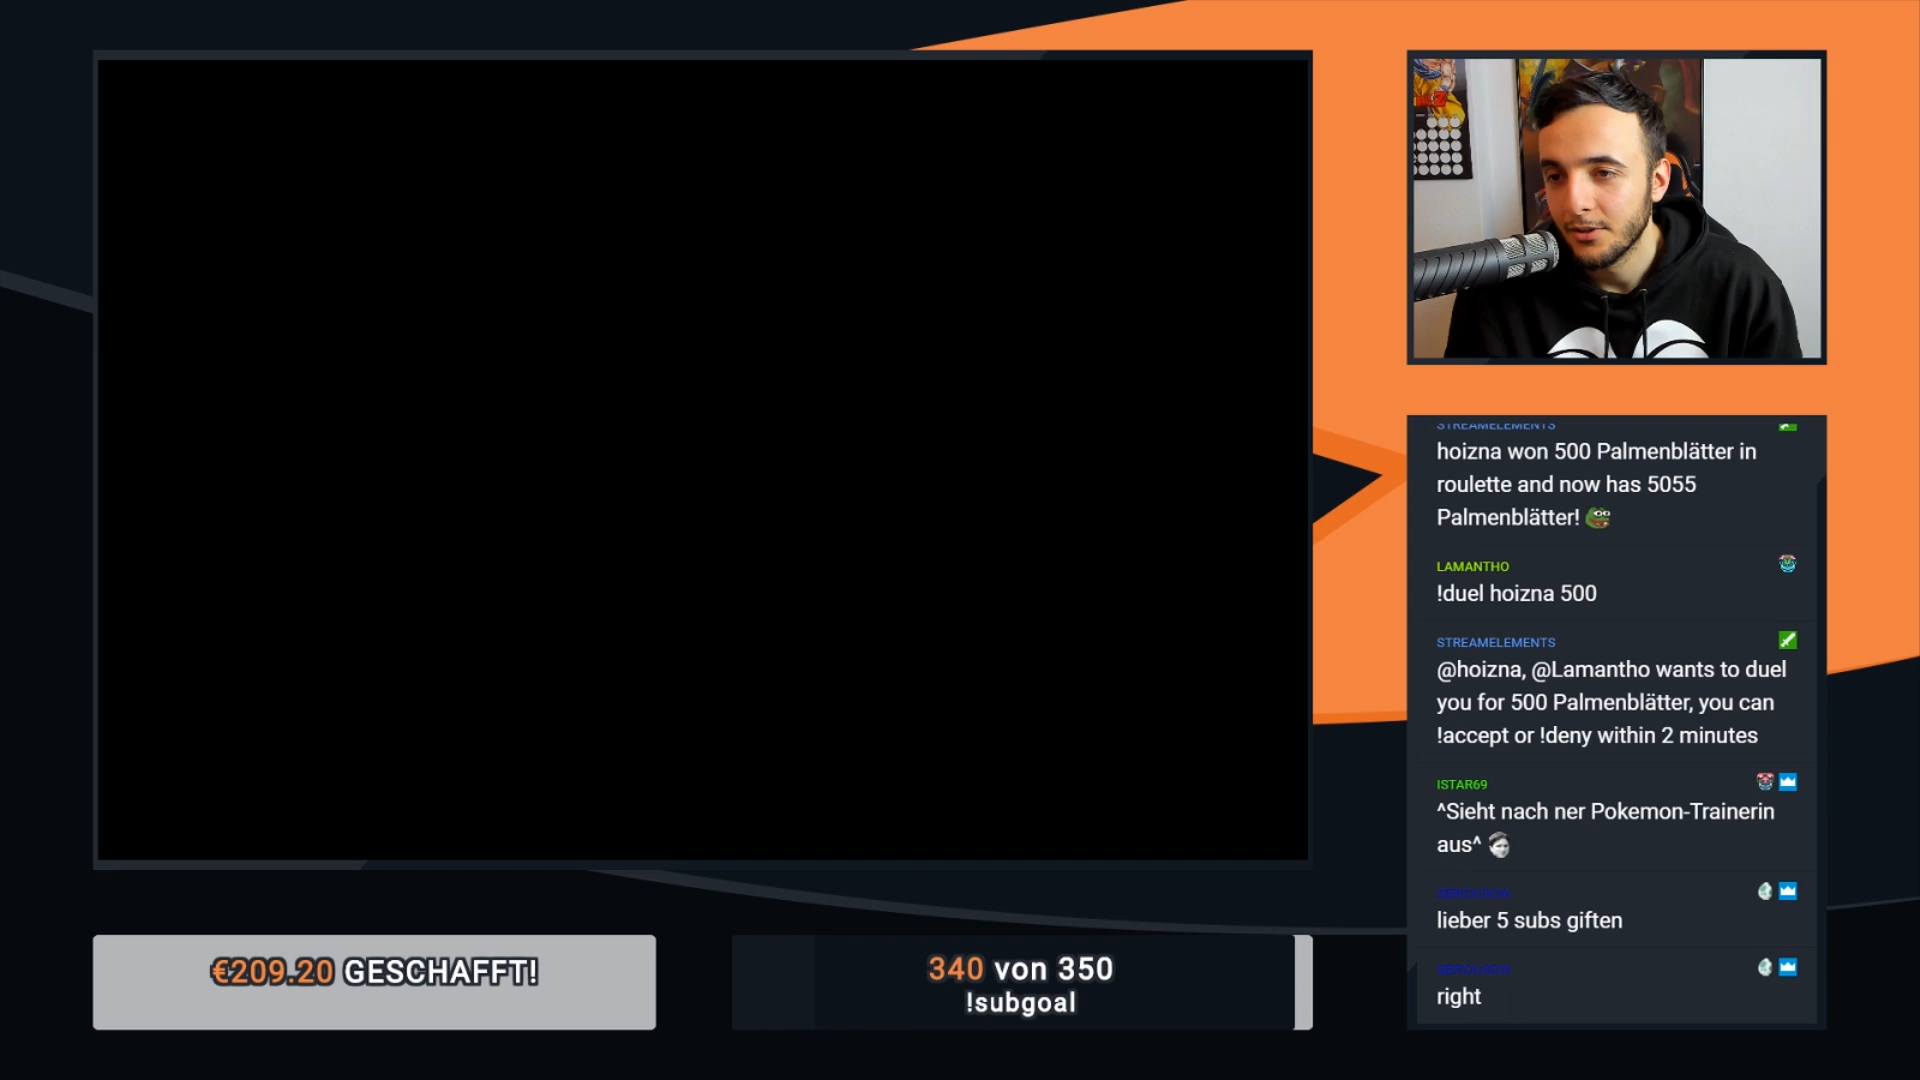 €209.20 GESCHAFFT!
340 von 350
!subgoal
STREAMELEMENTS
hoizna won 500 Palmenblätter in
roulette and now has 5055
Palmenblätter!
LAMANTHO
!duel hoizna 500
STREAMELEMENTS
@hoizna, @Lamantho wants to duel
you for 500 Palmenblätter, you can
!accept or !deny within 2 minutes
ISTAR69
^Sieht nach ner Pokemon-Trainerin
aus^
lieber 5 subs giften
right